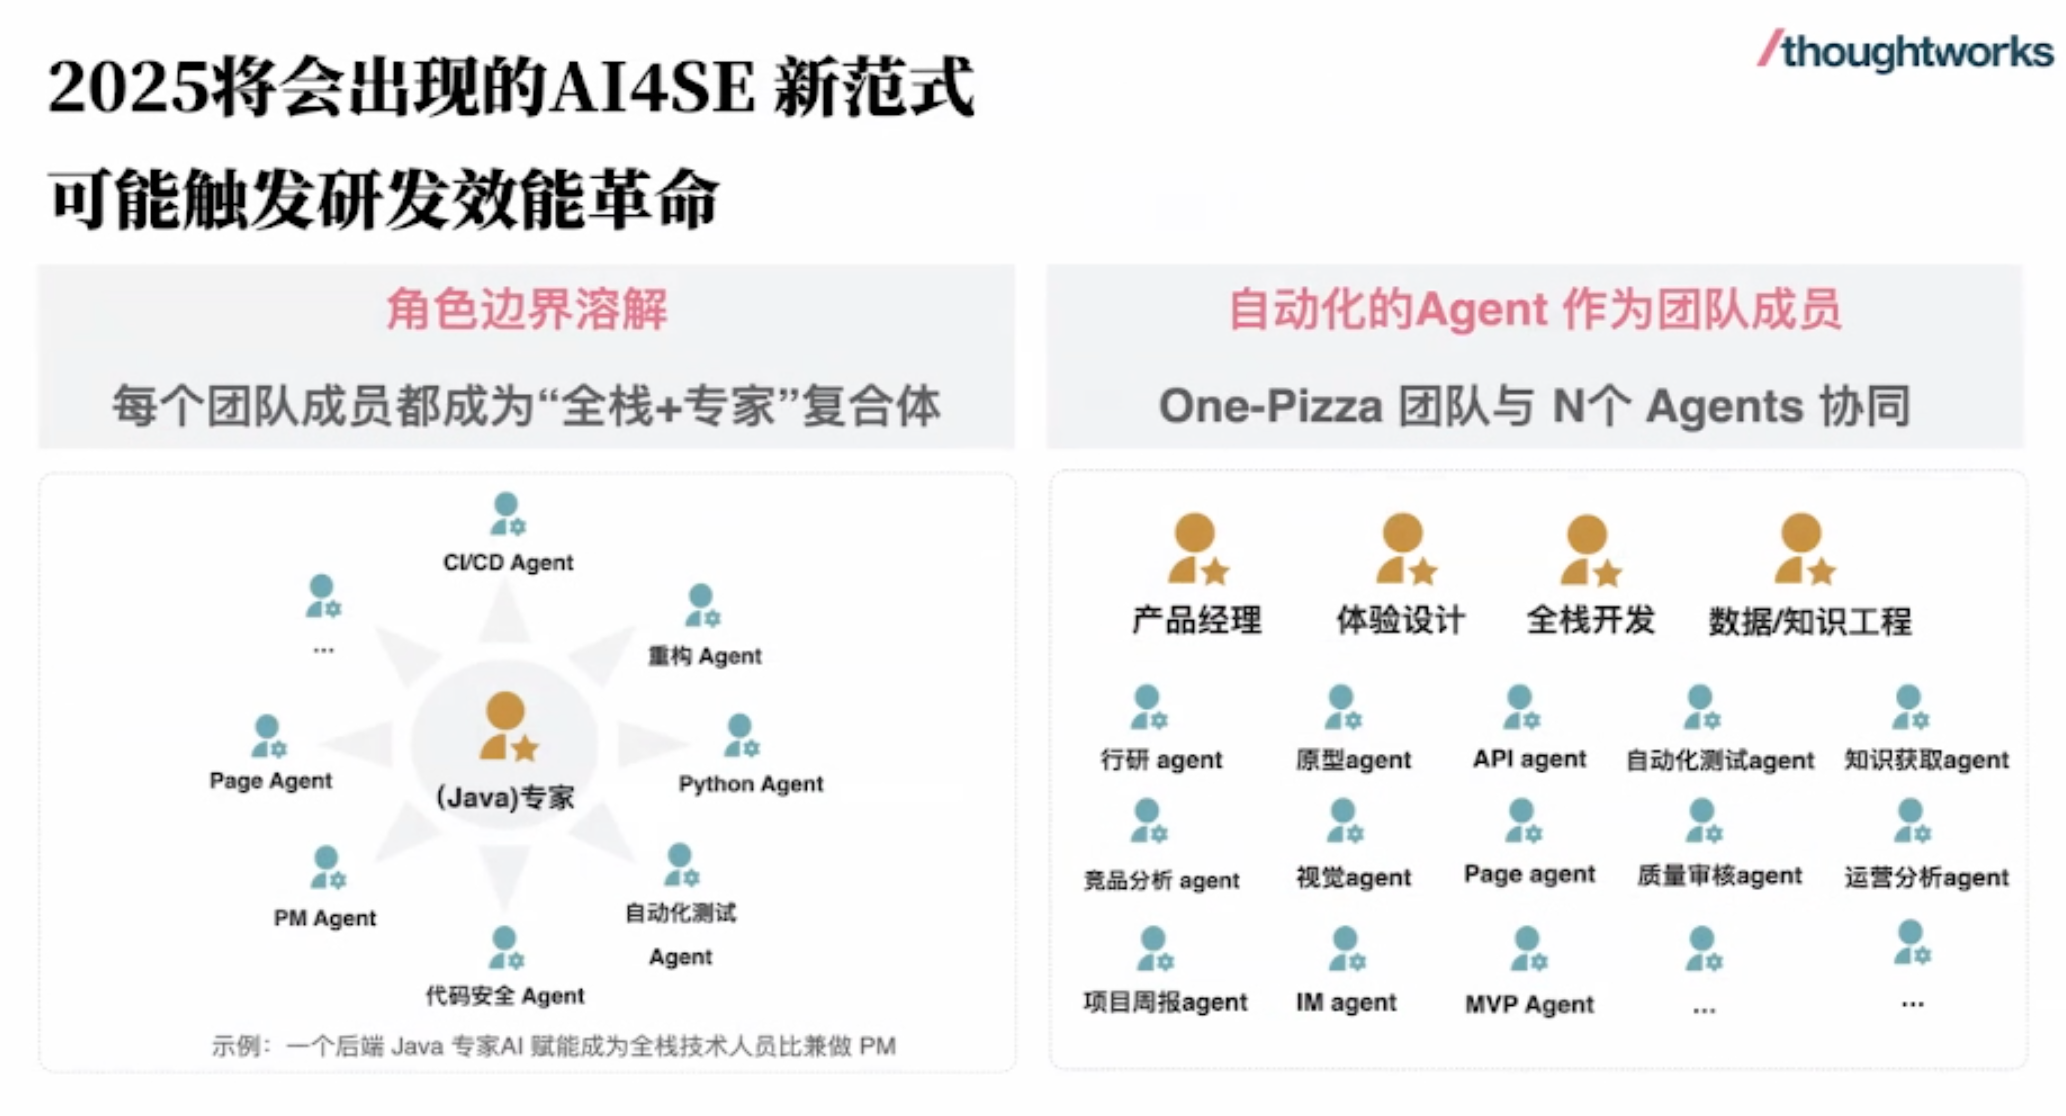 /thoughtworks
2025将会出现的AI4SE 新范式
可能触发研发效能革命
角色边界溶解
每个团队成员都成为“全栈+专家”复合体
CI/CD Agent
...
重构 Agent
Page Agent
(Java)专家
Python Agent
PM Agent
自动化测试
Agent
代码安全 Agent
示例：一个后端 Java 专家AI 赋能成为全栈技术人员比兼做 PM
自动化的Agent 作为团队成员
One-Pizza 团队与 N个 Agents 协同
产品经理 体验设计 全栈开发 数据/知识工程
行研 agent 原型agent API agent 自动化测试agent 知识获取agent
竞品分析 agent 视觉agent Page agent 质量审核agent 运营分析agent
项目周报agent IM agent MVP Agent ... ...